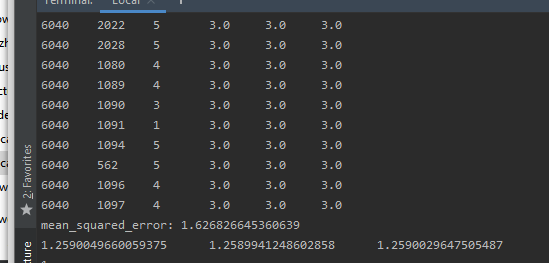 Terminal: Local ×
6040 2022 5 3.0 3.0 3.0
6040 2028 5 3.0 3.0 3.0
6040 1080 4 3.0 3.0 3.0
6040 1089 4 3.0 3.0 3.0
6040 1090 3 3.0 3.0 3.0
6040 1091 1 3.0 3.0 3.0
6040 1094 5 3.0 3.0 3.0
6040 562 5 3.0 3.0 3.0
6040 1096 4 3.0 3.0 3.0
6040 1097 4 3.0 3.0 3.0
mean_squared_error: 1.626826645360639
1.2590049660059375 1.2589941248602858 1.2590029647505487
2: Favorites